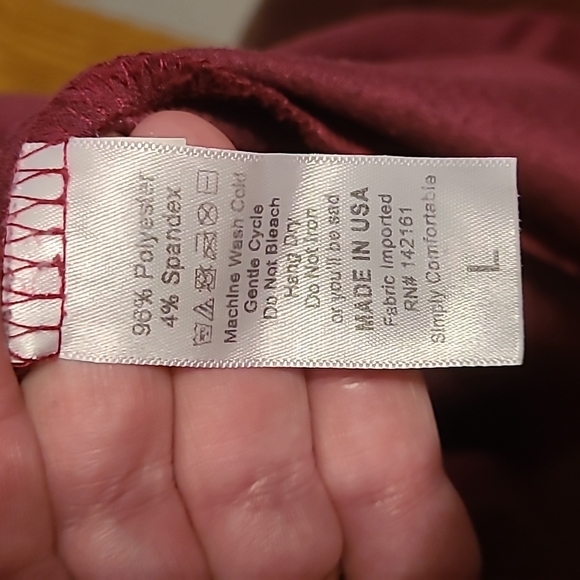 96% Polyester
4% Spandex
Machine Wash Cold
Gentle Cycle
Do Not Bleach
Hang Dry
Do Not Iron
or you'll be sad
MADE IN USA
Fabric Imported
RN# 142161
Simply Comfortable
L